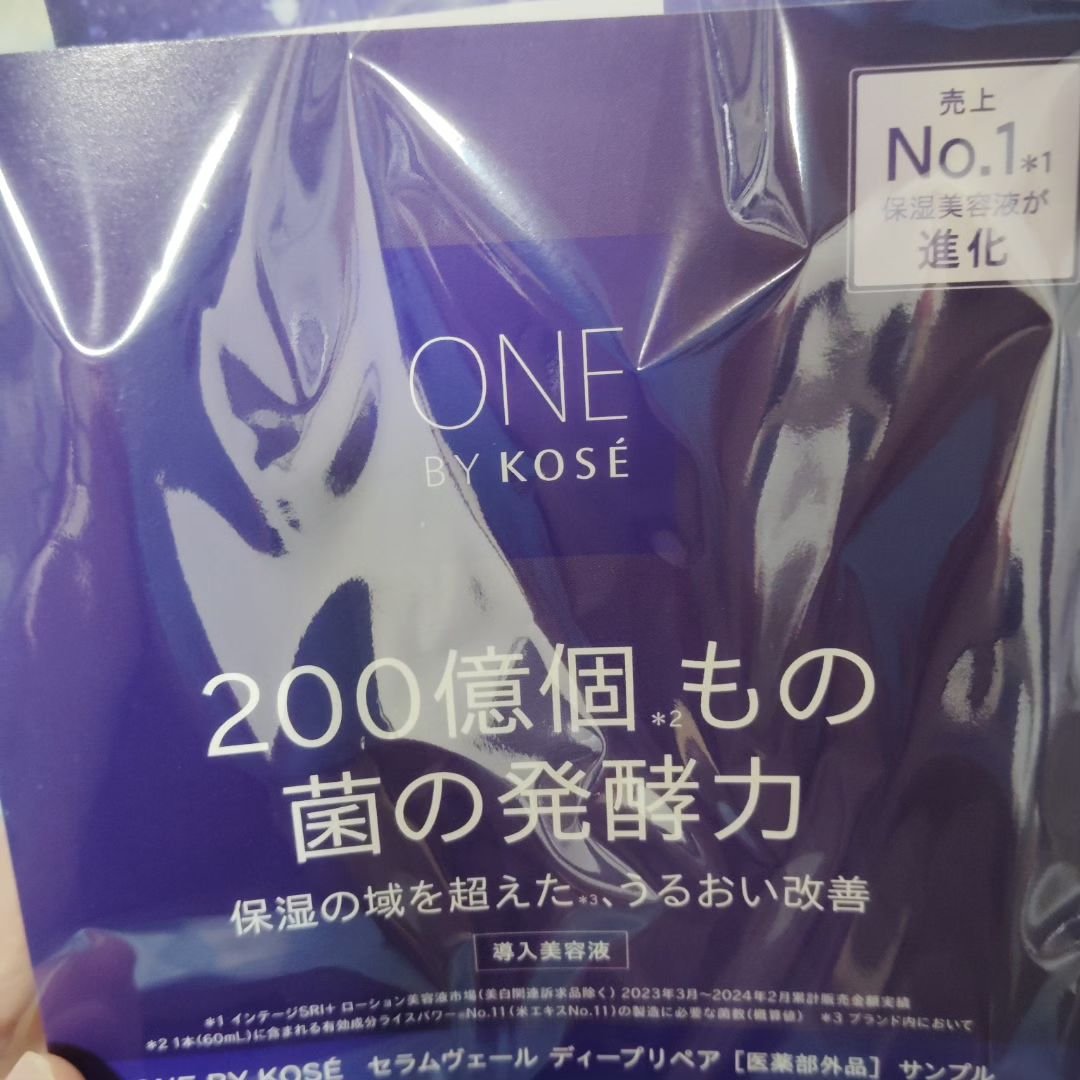 売上
No.1*1
保湿美容液が
進化
ONE
BY KOSÉ
200億個*2もの
菌の発酵力
保湿の域を超えた*3、うるおい改善
導入美容液
*1 インテージSRI+ ローション美容液市場(美白関連訴求品除く) 2023年3月~2024年2月累計販売金額実績
*2 1本(60mL)に含まれる有効成分ライスパワー No.11(米エキスNo.11)の製造に必要な菌数(概算値) *3 ブランド内において
ONE BY KOSÉ セラムヴェール ディープリペア [医薬部外品] サンプル